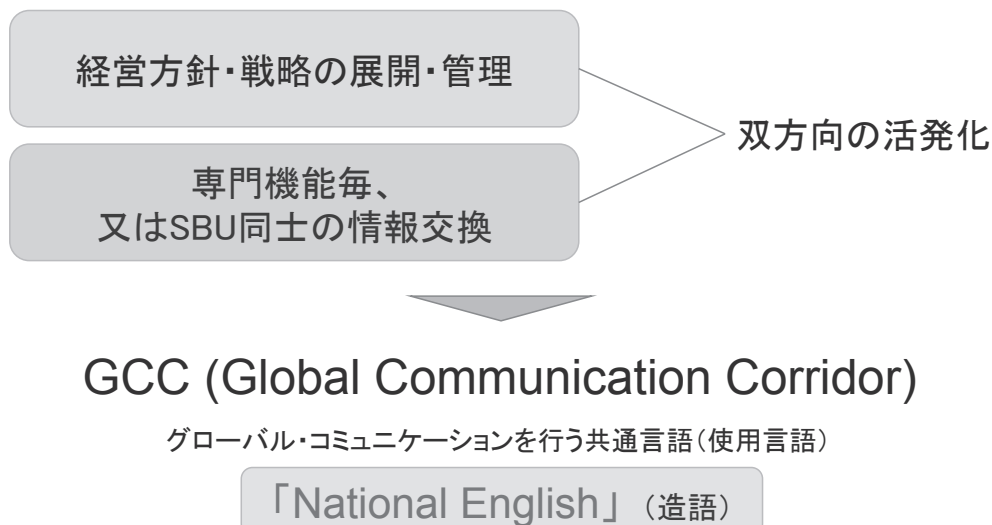 経営方針・戦略の展開・管理
専門機能毎、
又はSBU同士の情報交換
双方向の活発化
GCC (Global Communication Corridor)
グローバル・コミュニケーションを行う共通言語(使用言語)
「National English」(造語)